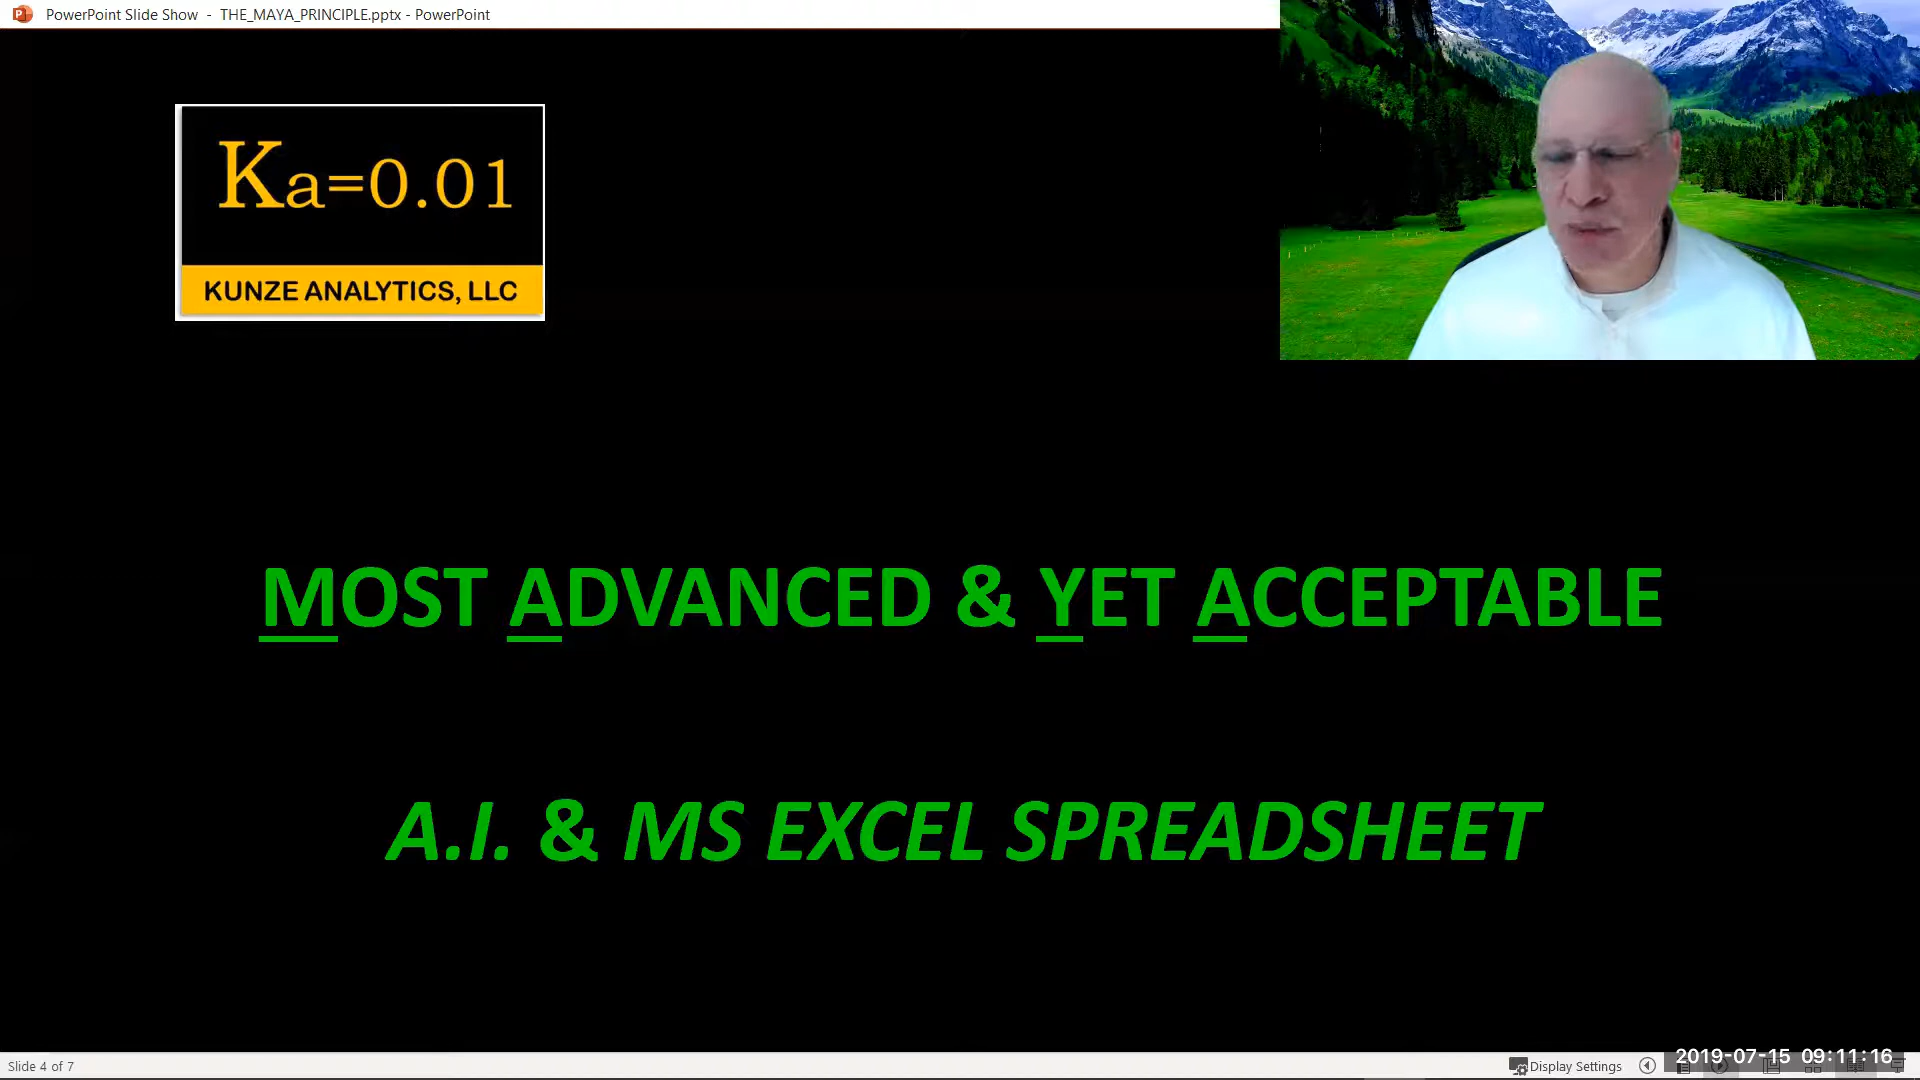 PowerPoint Slide Show - THE_MAYA_PRINCIPLE.pptx - PowerPoint
Ka=0.01
KUNZE ANALYTICS, LLC
MOST ADVANCED & YET ACCEPTABLE
A.I. & MS EXCEL SPREADSHEET
Slide 4 of 7
Display Settings
2019-07-15 09:11:16